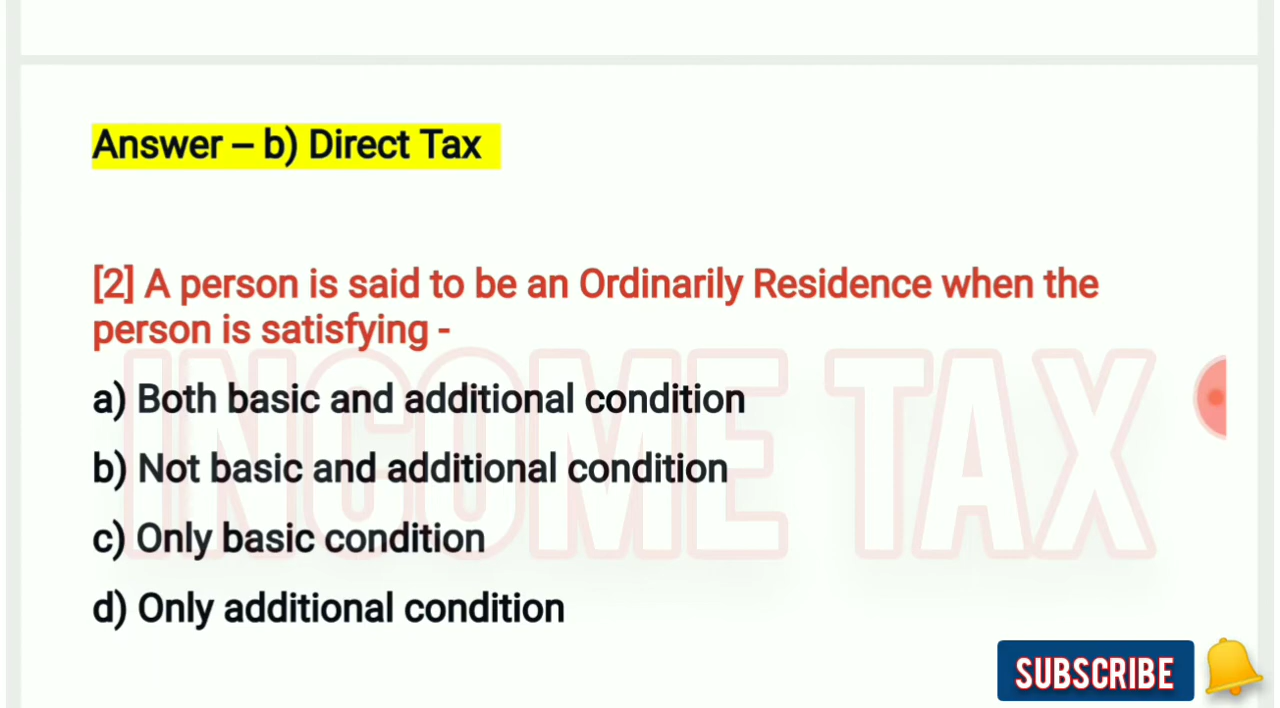 Answer – b) Direct Tax
[2] A person is said to be an Ordinarily Residence when the
person is satisfying -
a) Both basic and additional condition
b) Not basic and additional condition
c) Only basic condition
d) Only additional condition
INCOME TAX
SUBSCRIBE